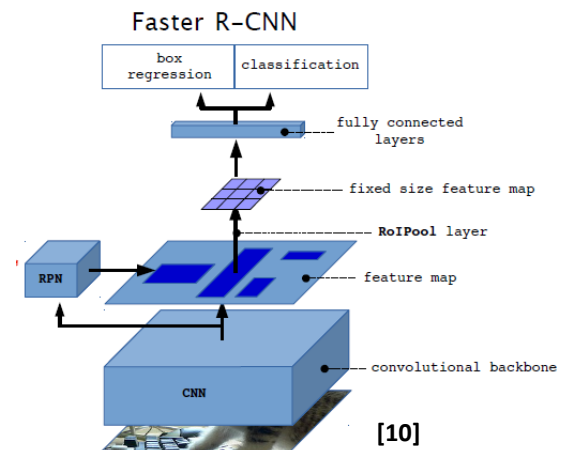 Faster R-CNN
box
regression
classification
fully connected
layers
fixed size feature map
RoIPool layer
RPN
feature map
convolutional backbone
CNN
[10]